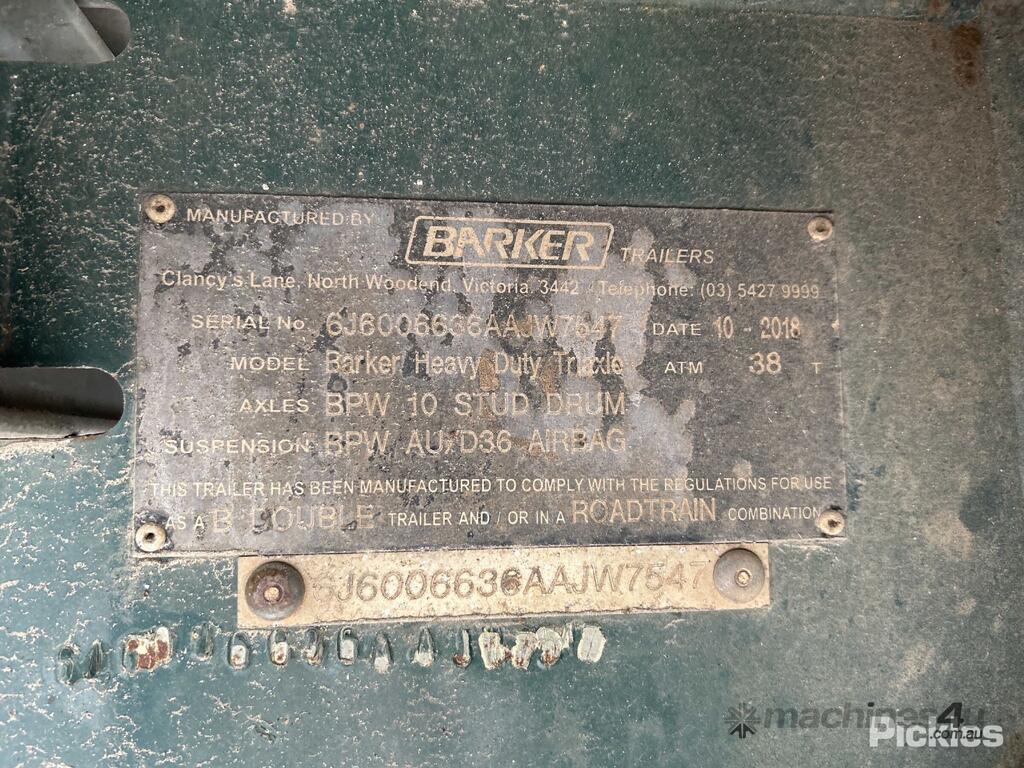 MANUFACTURED BY BARKER TRAILERS
Clancy's Lane, North Woodend, Victoria. 3442 Telephone: (03) 5427 9999
SERIAL No. 6J6006636AAJW7547 DATE 10 - 2018
MODEL Barker Heavy Duty Triaxle ATM 38 T
AXLES BPW 10 STUD DRUM
SUSPENSION BPW AU/D36 AIRBAG
THIS TRAILER HAS BEEN MANUFACTURED TO COMPLY WITH THE REGULATIONS FOR USE
AS A B DOUBLE TRAILER AND / OR IN A ROADTRAIN COMBINATION
6J6006636AAJW7547
machines4u
.com.au
Pickles